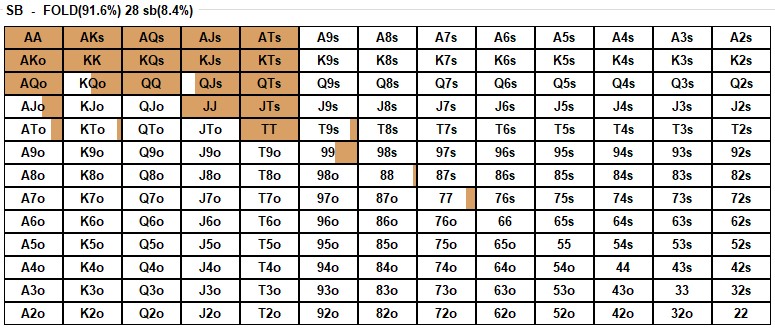 SB - FOLD(91.6%) 28 sb(8.4%)
AA AKs AQs AJs ATs A9s A8s A7s A6s A5s A4s A3s A2s
AKo KK KQs KJs KTs K9s K8s K7s K6s K5s K4s K3s K2s
AQo KQo QQ QJs QTs Q9s Q8s Q7s Q6s Q5s Q4s Q3s Q2s
AJo KJo QJo JJ JTs J9s J8s J7s J6s J5s J4s J3s J2s
ATo KTo QTo JTo TT T9s T8s T7s T6s T5s T4s T3s T2s
A9o K9o Q9o J9o T9o 99 98s 97s 96s 95s 94s 93s 92s
A8o K8o Q8o J8o T8o 98o 88 87s 86s 85s 84s 83s 82s
A7o K7o Q7o J7o T7o 97o 87o 77 76s 75s 74s 73s 72s
A6o K6o Q6o J6o T6o 96o 86o 76o 66 65s 64s 63s 62s
A5o K5o Q5o J5o T5o 95o 85o 75o 65o 55 54s 53s 52s
A4o K4o Q4o J4o T4o 94o 84o 74o 64o 54o 44 43s 42s
A3o K3o Q3o J3o T3o 93o 83o 73o 63o 53o 43o 33 32s
A2o K2o Q2o J2o T2o 92o 82o 72o 62o 52o 42o 32o 22